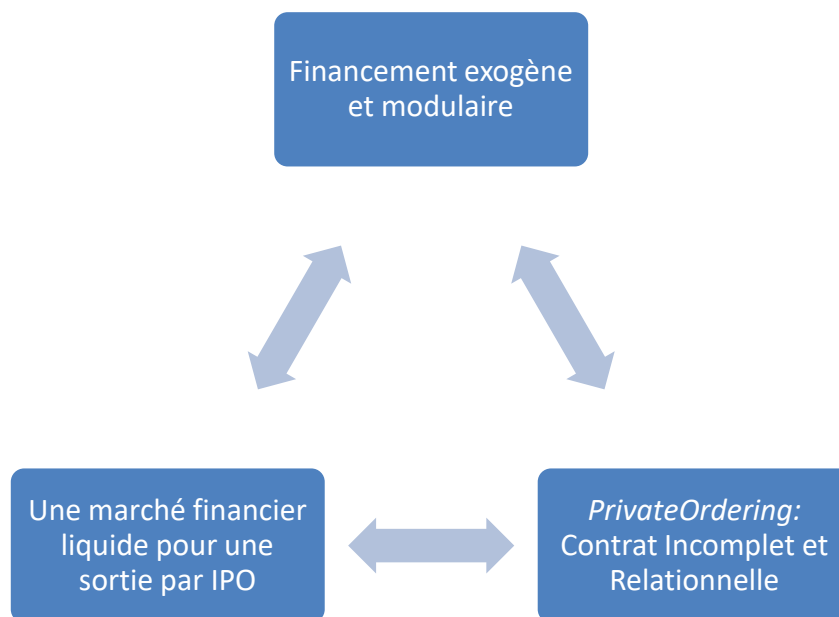 Financement exogène
et modulaire
Une marché financier
liquide pour une
sortie par IPO
PrivateOrdering:
Contrat Incomplet et
Relationnelle